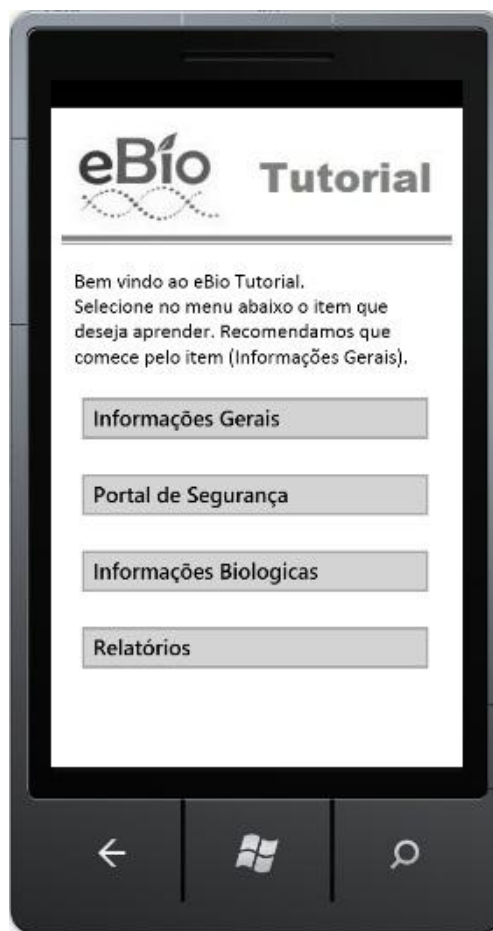 eBio
Tutorial
Bem vindo ao eBio Tutorial.
Selecione no menu abaixo o item que
deseja aprender. Recomendamos que
comece pelo item (Informações Gerais).
Informações Gerais
Portal de Segurança
Informações Biologicas
Relatórios